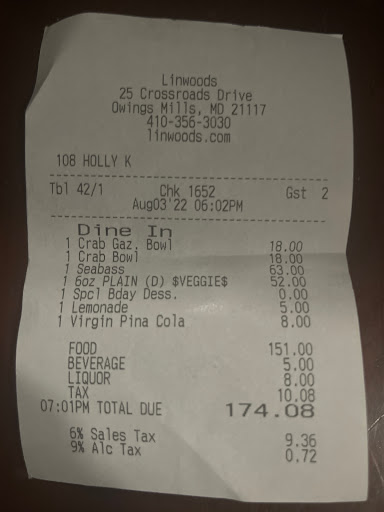 Linwoods
25 Crossroads Drive
Owings Mills, MD 21117
410-356-3030
linwoods.com
108 HOLLY K
Tbl 42/1 Chk 1652 Gst 2
Aug03'22 06:02PM
Dine In
1 Crab Gaz. Bowl 18.00
1 Crab Bowl 18.00
1 Seabass 63.00
1 6oz PLAIN (D) $VEGGIE$ 52.00
1 Spcl Bday Dess. 0.00
1 Lemonade 5.00
1 Virgin Pina Cola 8.00
FOOD 151.00
BEVERAGE 5.00
LIQUOR 8.00
TAX 10.08
07:01PM TOTAL DUE 174.08
6% Sales Tax 9.36
9% Alc Tax 0.72